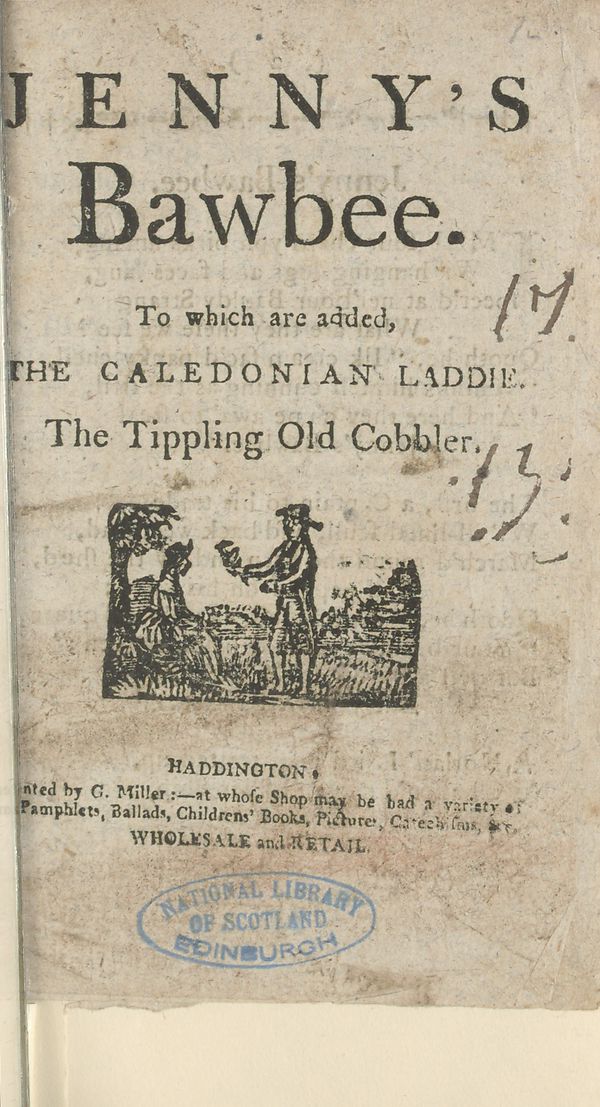 JENNY'S
Bawbee.
To which are added,
THE CALEDONIAN LADDIE.
The Tippling Old Cobbler.
17.
13
HADDINGTON.
nted by G. Miller:—at whoſe Shop may be had a variety of
Pamphlets, Ballads, Childrens' Books, Pictures, Catechiſms, &c.
WHOLESALE and RETAIL.
NATIONAL LIBRARY
OF SCOTLAND
EDINBURGH